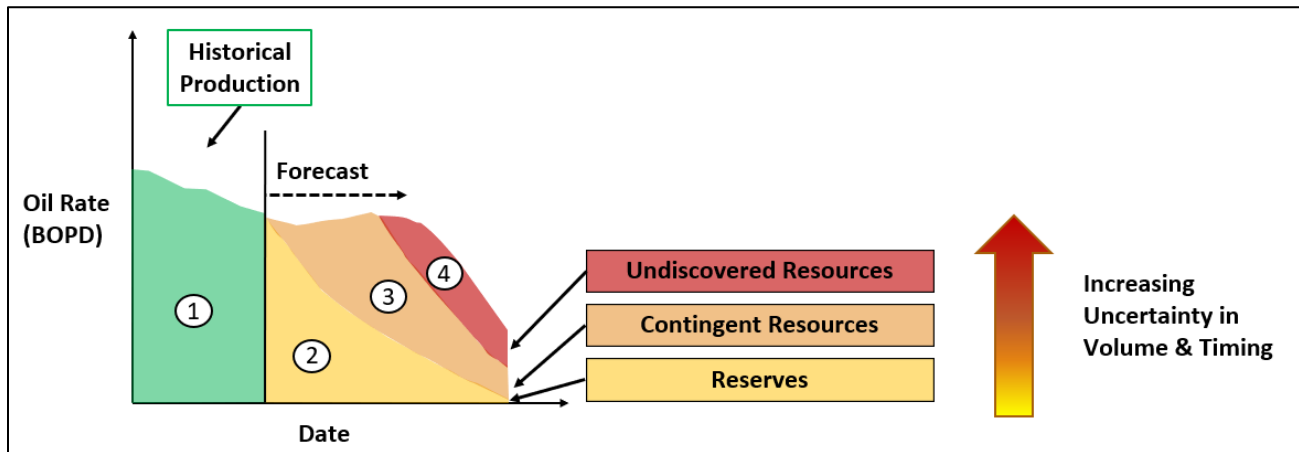 Historical
Production
Forecast
Oil Rate
(BOPD)
1
2
3
4
Undiscovered Resources
Contingent Resources
Reserves
Increasing
Uncertainty in
Volume & Timing
Date